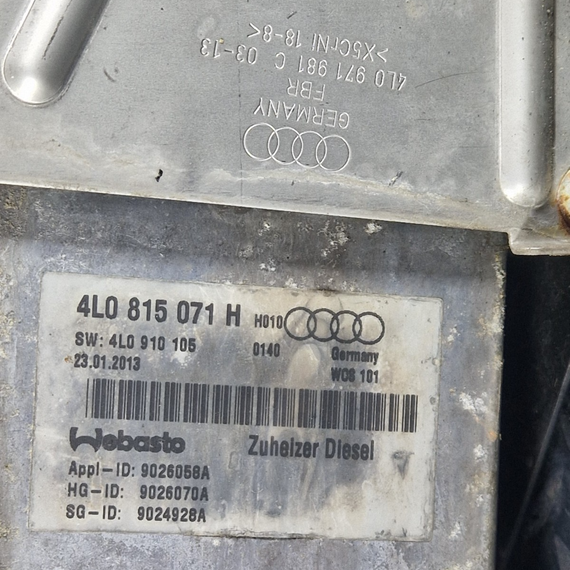 4L0 971 981 C 03-13
>X5CrNi 18-8<
FBR
GERMANY
4L0 815 071 H H010
SW: 4L0 910 105 0140 Germany
23.01.2013 WCS 101
Webasto Zuheizer Diesel
Appl-ID: 9026058A
HG-ID: 9026070A
SG-ID: 9024928A